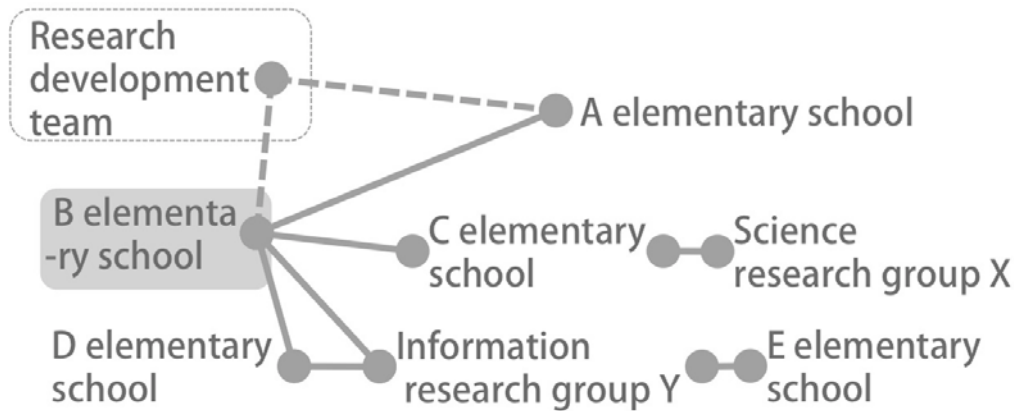 Research
development
team
A elementary school
B elementa
-ry school
C elementary
school
Science
research group X
D elementary
school
Information
research group Y
E elementary
school